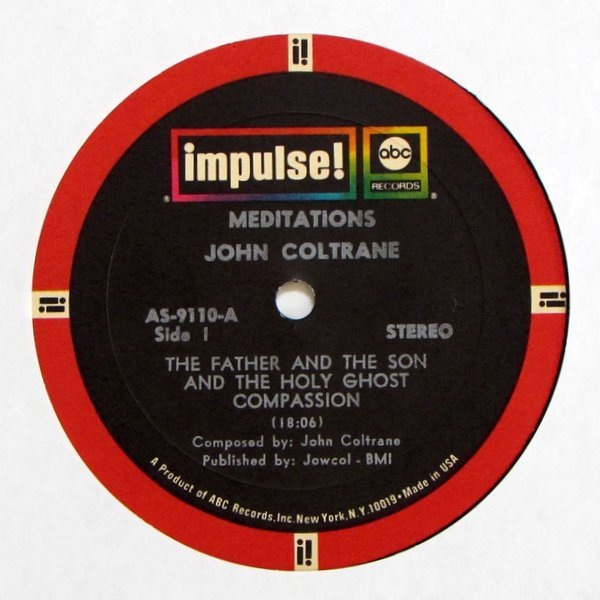 i!
impulse!
abc
RECORDS
®
®
MEDITATIONS
JOHN COLTRANE
i! i!
AS-9110-A
Side 1
STEREO
THE FATHER AND THE SON
AND THE HOLY GHOST
COMPASSION
(18:06)
Composed by: John Coltrane
Published by: Jowcol - BMI
A Product of ABC Records, Inc. New York, N.Y. 10019 • Made in USA
i!